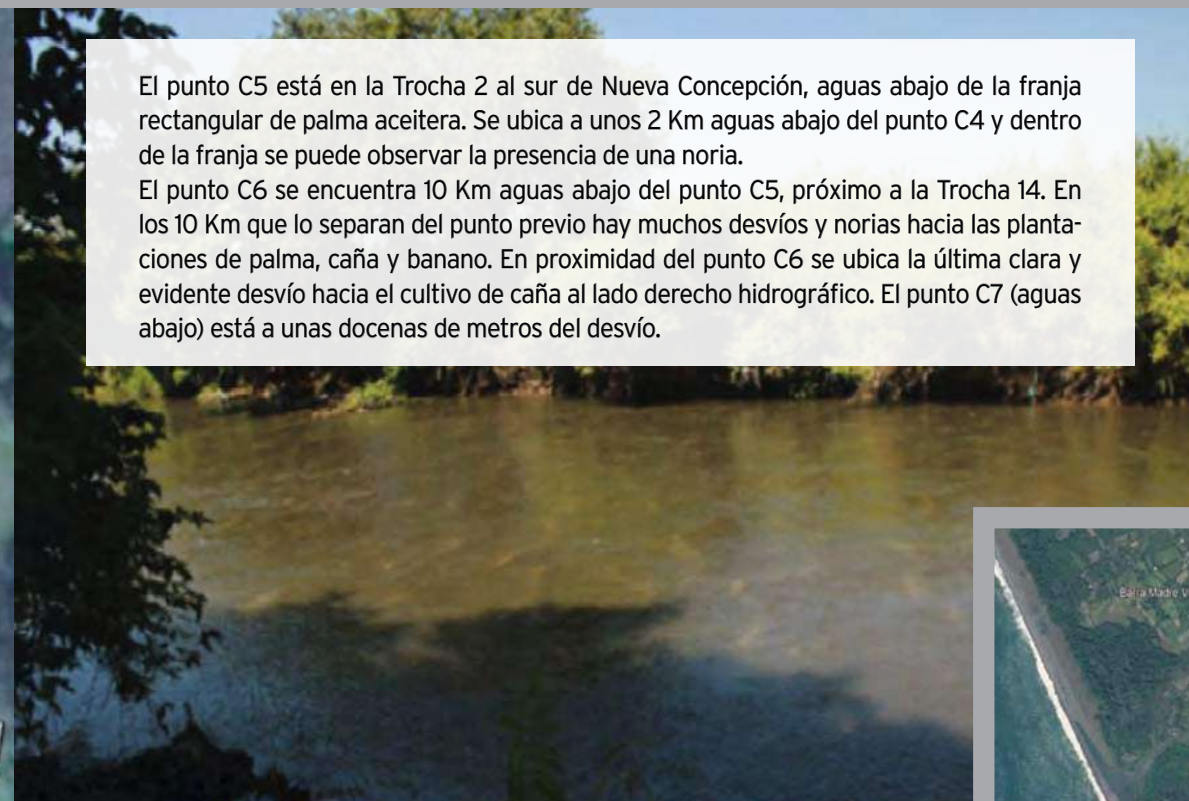 El punto C5 está en la Trocha 2 al sur de Nueva Concepción, aguas abajo de la franja
rectangular de palma aceitera. Se ubica a unos 2 Km aguas abajo del punto C4 y dentro
de la franja se puede observar la presencia de una noria.
El punto C6 se encuentra 10 Km aguas abajo del punto C5, próximo a la Trocha 14. En
los 10 Km que lo separan del punto previo hay muchos desvíos y norias hacia las planta-
ciones de palma, caña y banano. En proximidad del punto C6 se ubica la última clara y
evidente desvío hacia el cultivo de caña al lado derecho hidrográfico. El punto C7 (aguas
abajo) está a unas docenas de metros del desvío.
Barra Madre V